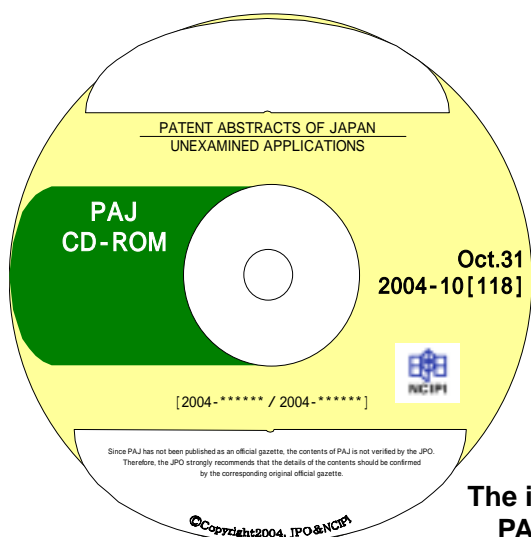 PATENT ABSTRACTS OF JAPAN
UNEXAMINED APPLICATIONS
PAJ
CD-ROM
Oct.31
2004-10[118]
NCIPI
[2004-****** / 2004-******]
Since PAJ has not been published as an official gazette, the contents of PAJ is not verified by the JPO.
Therefore, the JPO strongly recommends that the details of the contents should be confirmed
by the corresponding original official gazette.
©Copyright2004, JPO&NCIPI
The i
PA